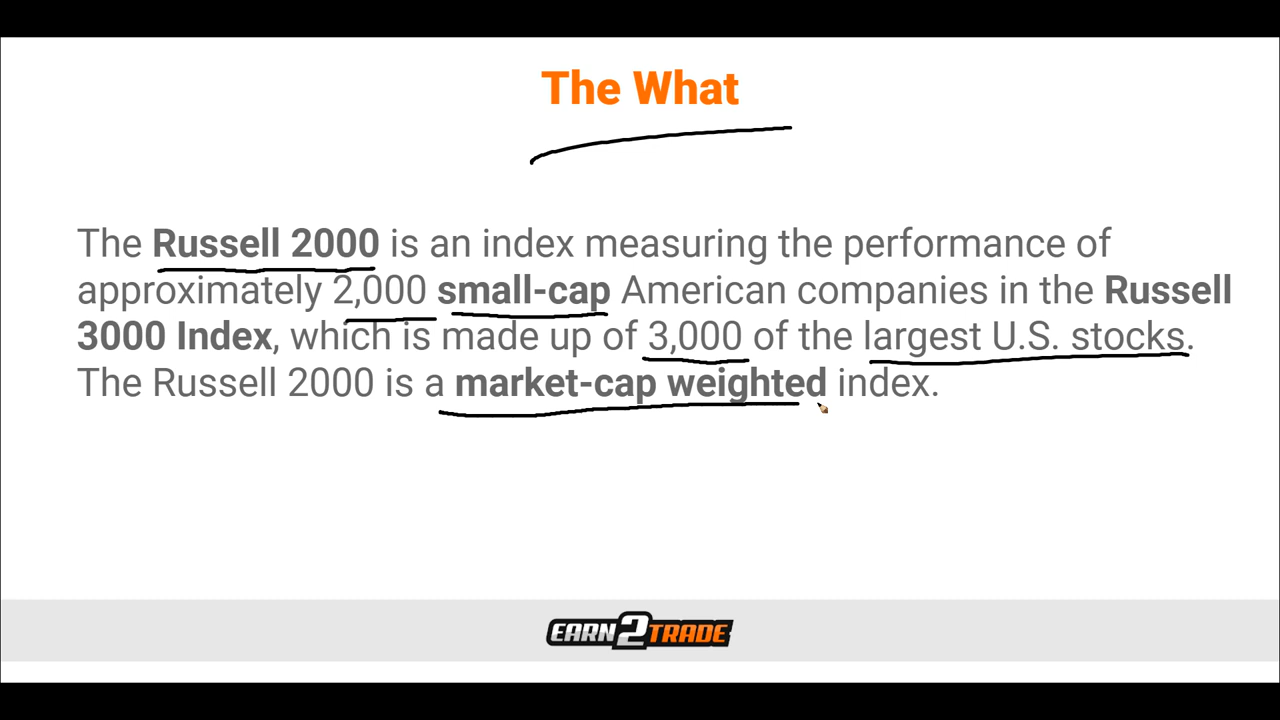 The What
The Russell 2000 is an index measuring the performance of
approximately 2,000 small-cap American companies in the Russell
3000 Index, which is made up of 3,000 of the largest U.S. stocks.
The Russell 2000 is a market-cap weighted index.
EARN2TRADE